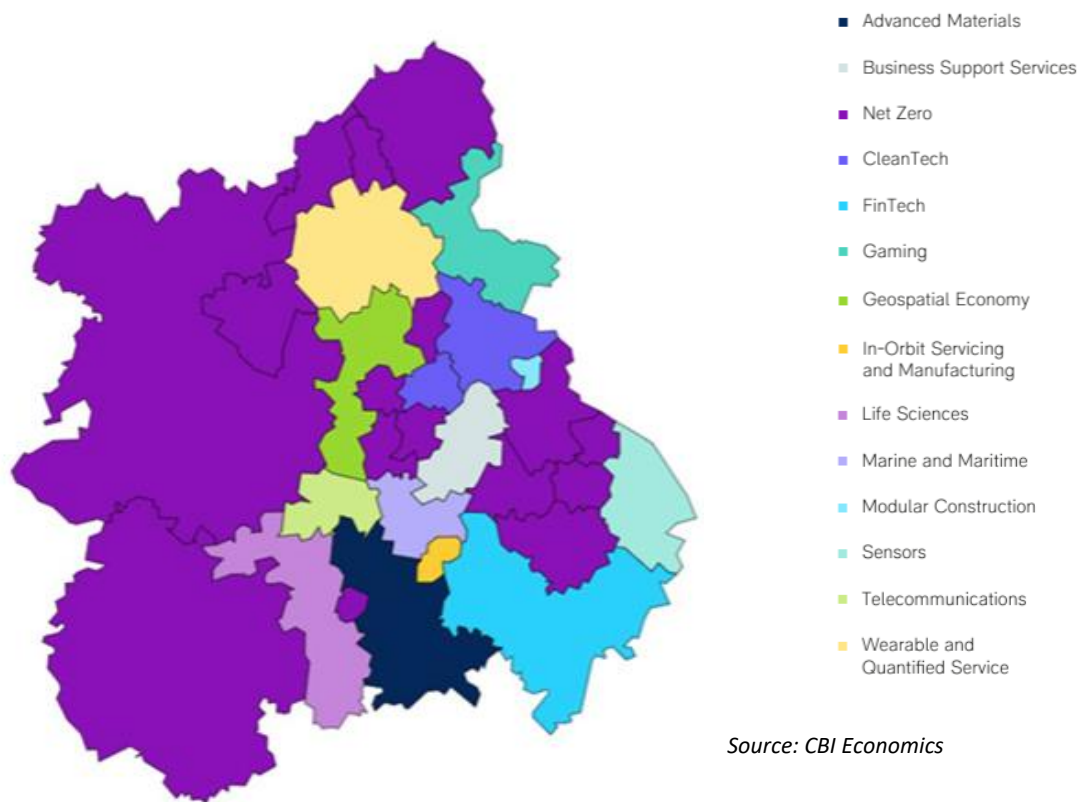 Advanced Materials
Business Support Services
Net Zero
CleanTech
FinTech
Gaming
Geospatial Economy
In-Orbit Servicing
and Manufacturing
Life Sciences
Marine and Maritime
Modular Construction
Sensors
Telecommunications
Wearable and
Quantified Service
Source: CBI Economics